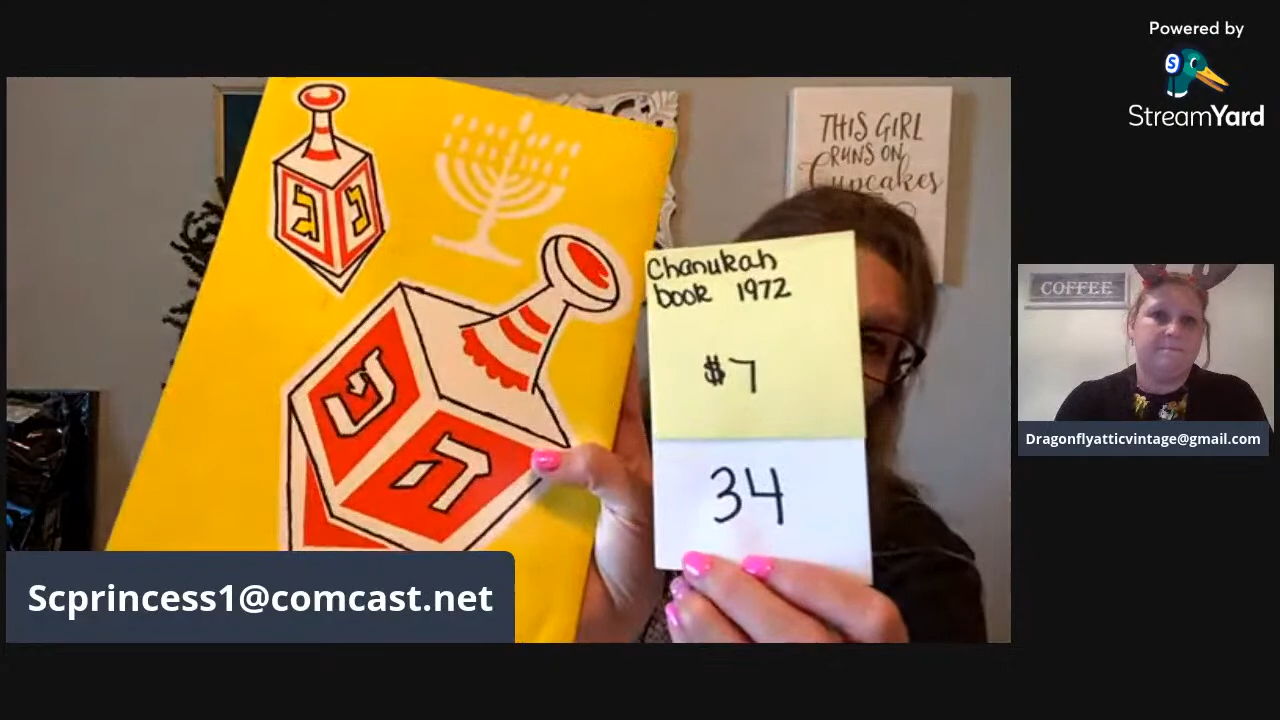 Powered by
StreamYard
THIS GIRL
RUNS ON
Cupcakes
ג נ
ש
ה
Chanukah
book 1972
$7
34
COFFEE
Dragonflyatticvintage@gmail.com
Scprincess1@comcast.net